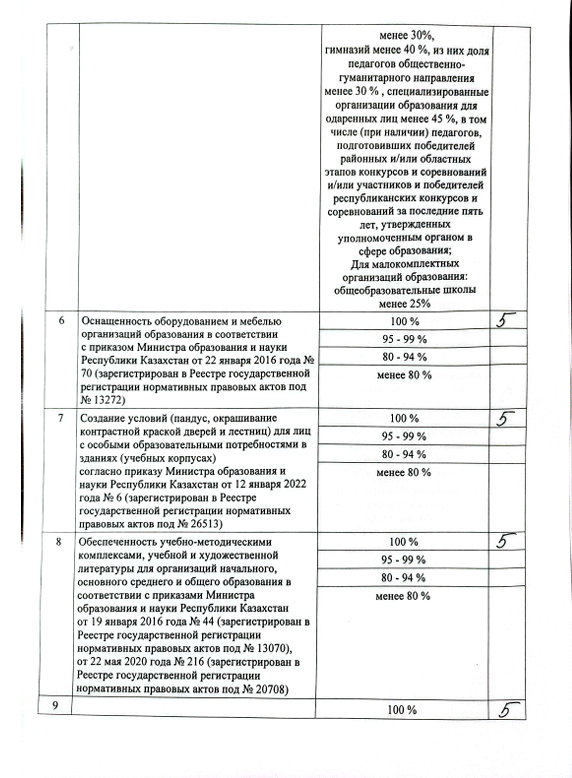 менее 30%,
гимназий менее 40 %, из них доля
педагогов общественно-
гуманитарного направления
менее 30 % , специализированные
организации образования для
одаренных лиц менее 45 %, в том
числе (при наличии) педагогов,
подготовивших победителей
районных и/или областных
этапов конкурсов и соревнований
и/или участников и победителей
республиканских конкурсов и
соревнований за последние пять
лет, утвержденных
уполномоченным органом в
сфере образования;
Для малокомплектных
организаций образования:
общеобразовательные школы
менее 25%
6
Оснащенность оборудованием и мебелью
организаций образования в соответствии
с приказом Министра образования и науки
Республики Казахстан от 22 января 2016 года №
70 (зарегистрирован в Реестре государственной
регистрации нормативных правовых актов под
№ 13272)
100 %
5
95 - 99 %
80 - 94 %
менее 80 %
7
Создание условий (пандус, окрашивание
контрастной краской дверей и лестниц) для лиц
с особыми образовательными потребностями в
зданиях (учебных корпусах)
согласно приказу Министра образования и
науки Республики Казахстан от 12 января 2022
года № 6 (зарегистрирован в Реестре
государственной регистрации нормативных
правовых актов под № 26513)
100 %
5
95 - 99 %
80 - 94 %
менее 80 %
8
Обеспеченность учебно-методическими
комплексами, учебной и художественной
литературы для организаций начального,
основного среднего и общего образования в
соответствии с приказами Министра
образования и науки Республики Казахстан
от 19 января 2016 года № 44 (зарегистрирован в
Реестре государственной регистрации
нормативных правовых актов под № 13070),
от 22 мая 2020 года № 216 (зарегистрирован в
Реестре государственной регистрации
нормативных правовых актов под № 20708)
100 %
5
95 - 99 %
80 - 94 %
менее 80 %
9
100 %
5